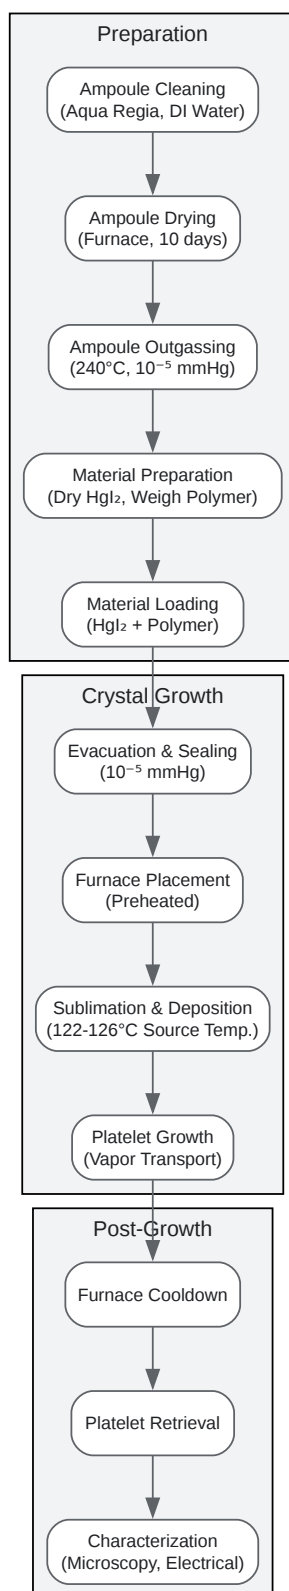 Preparation
Ampoule Cleaning
(Aqua Regia, DI Water)
Ampoule Drying
(Furnace, 10 days)
Ampoule Outgassing
(240°C, 10⁻⁵ mmHg)
Material Preparation
(Dry HgI₂, Weigh Polymer)
Material Loading
(HgI₂ + Polymer)
Crystal Growth
Evacuation & Sealing
(10⁻⁵ mmHg)
Furnace Placement
(Preheated)
Sublimation & Deposition
(122-126°C Source Temp.)
Platelet Growth
(Vapor Transport)
Post-Growth
Furnace Cooldown
Platelet Retrieval
Characterization
(Microscopy, Electrical)